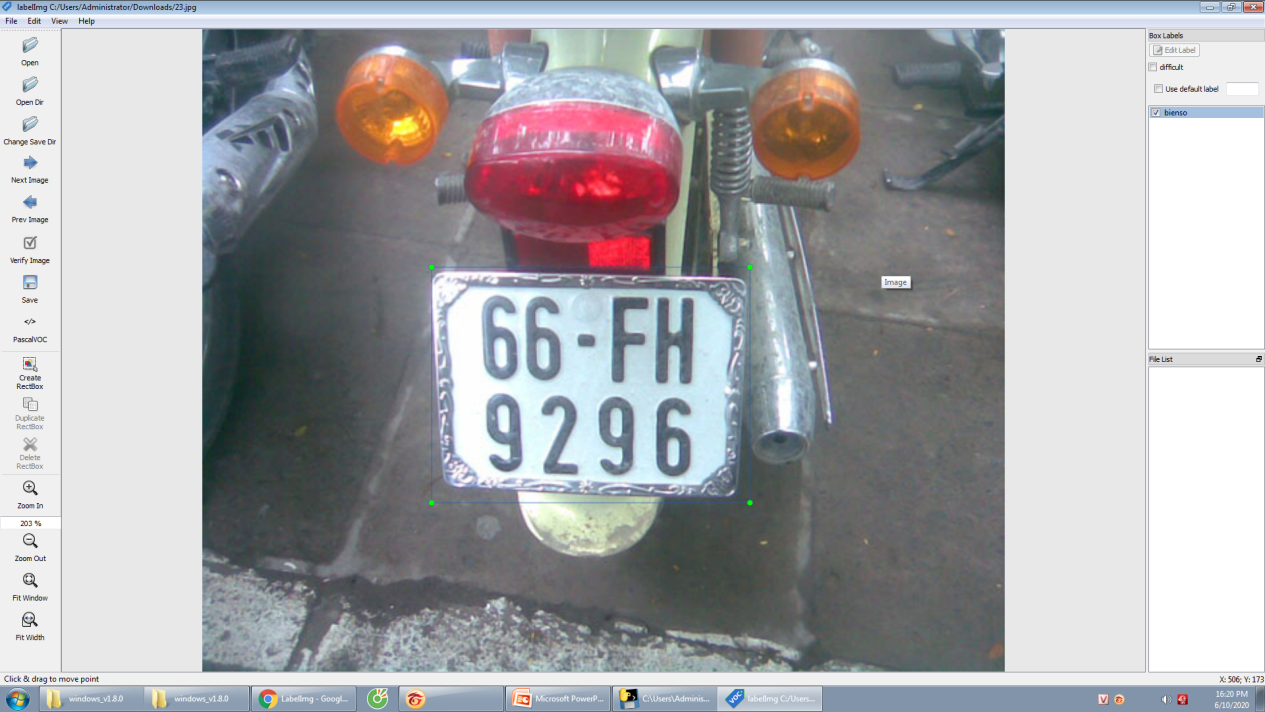 labelImg C:/Users/Administrator/Downloads/23.jpg
File Edit View Help
Open
Open Dir
Change Save Dir
Next Image
Prev Image
Verify Image
Save
</>
PascalVOC
Create
RectBox
Duplicate
RectBox
Delete
RectBox
Zoom In
203 %
Zoom Out
Fit Window
Fit Width
66-FH
9296
Image
Box Labels
Edit Label
difficult
Use default label
bienso
File List
Click & drag to move point
X: 506; Y: 173
windows_v1.8.0
windows_v1.8.0
LabelImg - Googl...
Microsoft PowerP...
C:\Users\Adminis...
VOC
labelImg C:/Users...
V
16:20 PM
6/10/2020